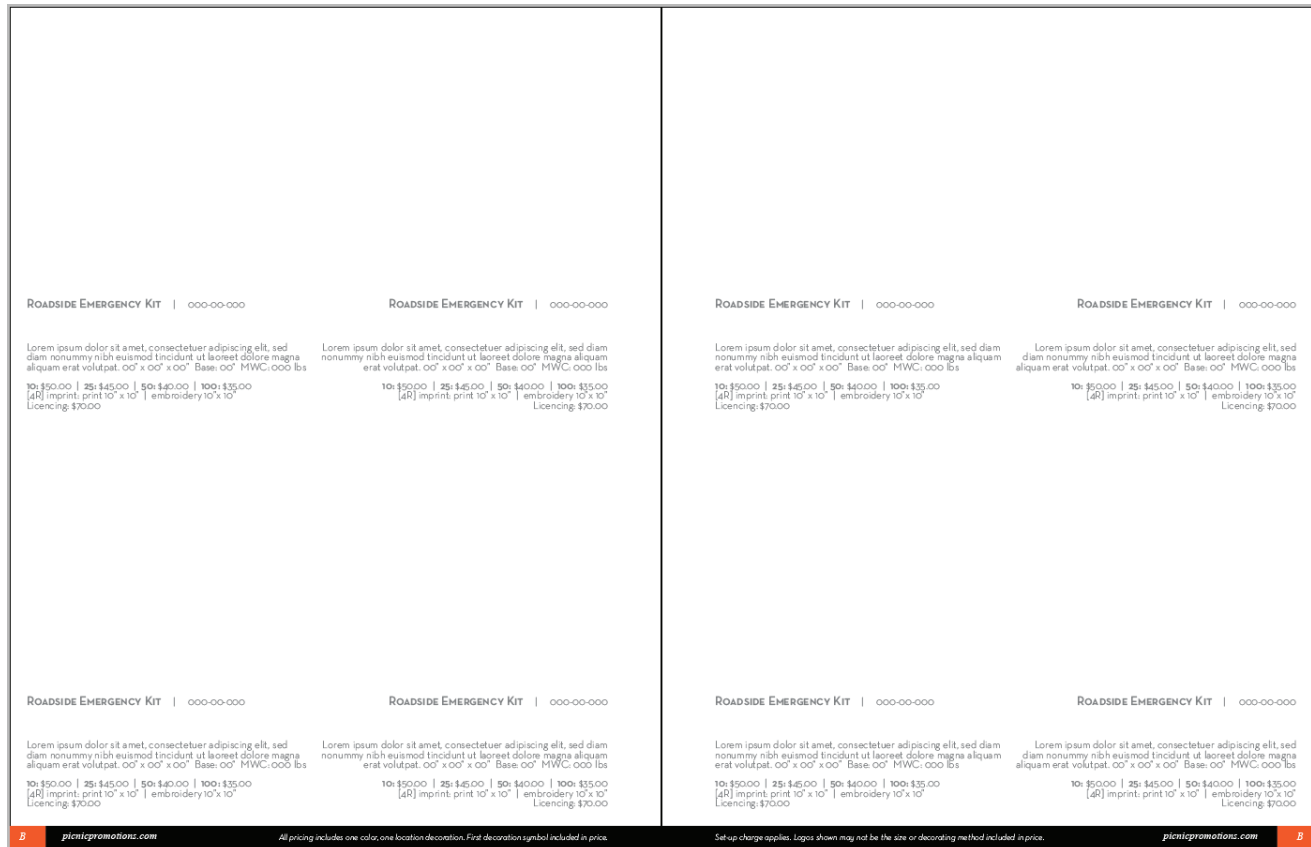 Roadside Emergency Kit | 000-00-000
Lorem ipsum dolor sit amet, consectetuer adipiscing elit, sed
diam nonummy nibh euismod tincidunt ut laoreet dolore magna
aliquam erat volutpat. 00" x 00" x 00" Base: 00" MWC: 000 lbs
10: $50.00 | 25: $45.00 | 50: $40.00 | 100: $35.00
[4R] imprint: print 10" x 10" | embroidery 10"x 10"
Licencing: $70.00
Roadside Emergency Kit | 000-00-000
Lorem ipsum dolor sit amet, consectetuer adipiscing elit, sed diam
nonummy nibh euismod tincidunt ut laoreet dolore magna aliquam
erat volutpat. 00" x 00" x 00" Base: 00" MWC: 000 lbs
10: $50.00 | 25: $45.00 | 50: $40.00 | 100: $35.00
[4R] imprint: print 10" x 10" | embroidery 10"x 10"
Licencing: $70.00
Roadside Emergency Kit | 000-00-000
Lorem ipsum dolor sit amet, consectetuer adipiscing elit, sed
diam nonummy nibh euismod tincidunt ut laoreet dolore magna
aliquam erat volutpat. 00" x 00" x 00" Base: 00" MWC: 000 lbs
10: $50.00 | 25: $45.00 | 50: $40.00 | 100: $35.00
[4R] imprint: print 10" x 10" | embroidery 10"x 10"
Licencing: $70.00
Roadside Emergency Kit | 000-00-000
Lorem ipsum dolor sit amet, consectetuer adipiscing elit, sed diam
nonummy nibh euismod tincidunt ut laoreet dolore magna aliquam
erat volutpat. 00" x 00" x 00" Base: 00" MWC: 000 lbs
10: $50.00 | 25: $45.00 | 50: $40.00 | 100: $35.00
[4R] imprint: print 10" x 10" | embroidery 10"x 10"
Licencing: $70.00
B picnicpromotions.com All pricing includes one color, one location decoration. First decoration symbol included in price.
Roadside Emergency Kit | 000-00-000
Lorem ipsum dolor sit amet, consectetuer adipiscing elit, sed diam
nonummy nibh euismod tincidunt ut laoreet dolore magna aliquam
erat volutpat. 00" x 00" x 00" Base: 00" MWC: 000 lbs
10: $50.00 | 25: $45.00 | 50: $40.00 | 100: $35.00
[4R] imprint: print 10" x 10" | embroidery 10"x 10"
Licencing: $70.00
Roadside Emergency Kit | 000-00-000
Lorem ipsum dolor sit amet, consectetuer adipiscing elit, sed
diam nonummy nibh euismod tincidunt ut laoreet dolore magna
aliquam erat volutpat. 00" x 00" x 00" Base: 00" MWC: 000 lbs
10: $50.00 | 25: $45.00 | 50: $40.00 | 100: $35.00
[4R] imprint: print 10" x 10" | embroidery 10"x 10"
Licencing: $70.00
Roadside Emergency Kit | 000-00-000
Lorem ipsum dolor sit amet, consectetuer adipiscing elit, sed diam
nonummy nibh euismod tincidunt ut laoreet dolore magna aliquam
erat volutpat. 00" x 00" x 00" Base: 00" MWC: 000 lbs
10: $50.00 | 25: $45.00 | 50: $40.00 | 100: $35.00
[4R] imprint: print 10" x 10" | embroidery 10"x 10"
Licencing: $70.00
Roadside Emergency Kit | 000-00-000
Lorem ipsum dolor sit amet, consectetuer adipiscing elit, sed
diam nonummy nibh euismod tincidunt ut laoreet dolore magna
aliquam erat volutpat. 00" x 00" x 00" Base: 00" MWC: 000 lbs
10: $50.00 | 25: $45.00 | 50: $40.00 | 100: $35.00
[4R] imprint: print 10" x 10" | embroidery 10"x 10"
Licencing: $70.00
Set-up charge applies. Logos shown may not be the size or decorating method included in price. picnicpromotions.com B